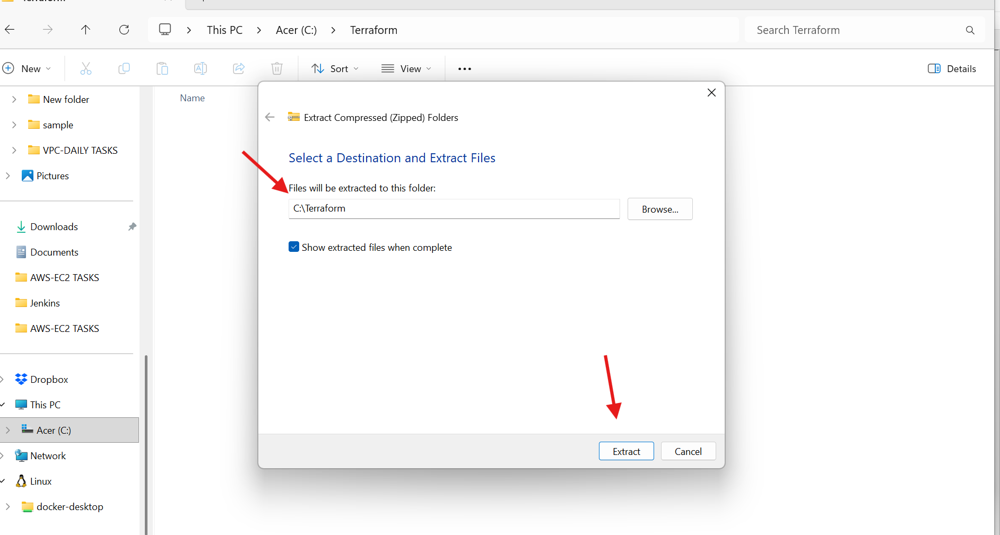 This PC
Acer (C:)
Terraform
Search Terraform
New
Sort
View
Details
New folder
sample
VPC-DAILY TASKS
Pictures
Downloads
Documents
AWS-EC2 TASKS
Jenkins
AWS-EC2 TASKS
Dropbox
This PC
Acer (C:)
Network
Linux
docker-desktop
Name
Extract Compressed (Zipped) Folders
Select a Destination and Extract Files
Files will be extracted to this folder:
C:\Terraform
Browse...
Show extracted files when complete
Extract
Cancel